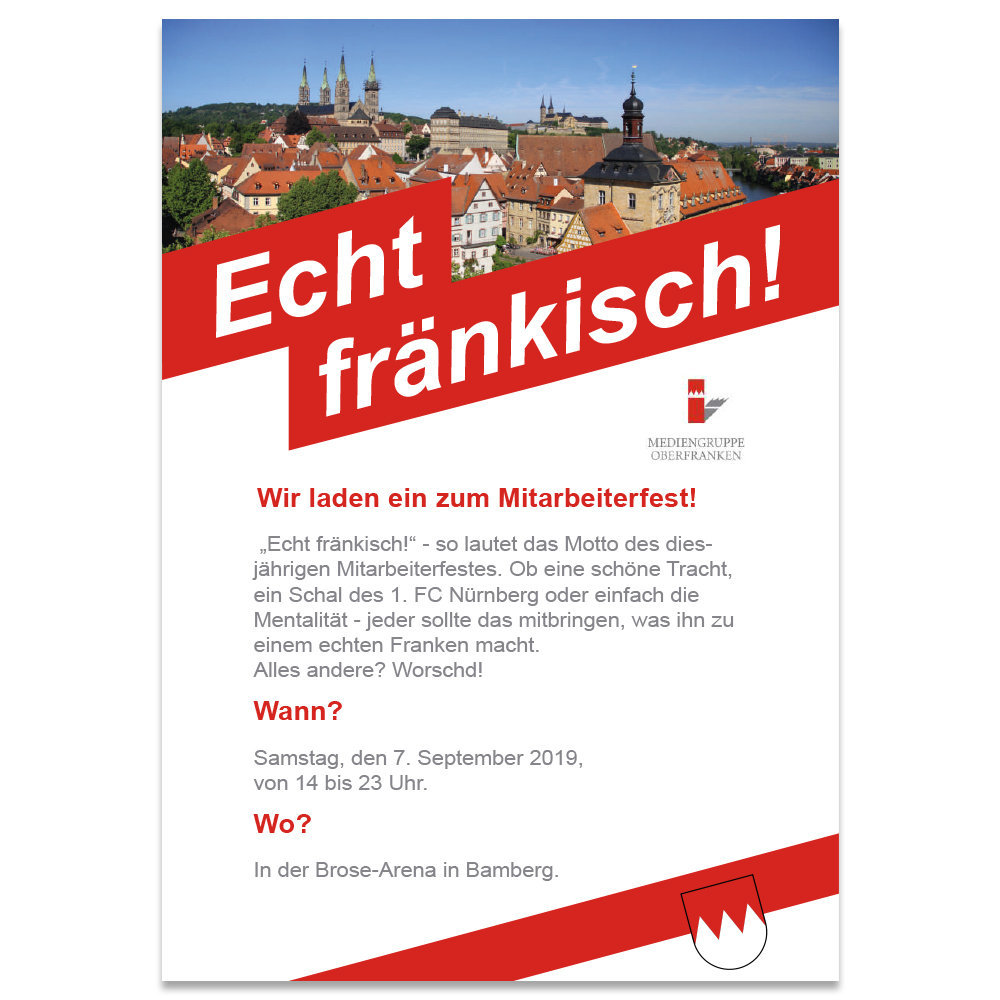 Echt
fränkisch!
MEDIENGRUPPE
OBERFRANKEN
Wir laden ein zum Mitarbeiterfest!
„Echt fränkisch!“ - so lautet das Motto des dies-
jährigen Mitarbeiterfestes. Ob eine schöne Tracht,
ein Schal des 1. FC Nürnberg oder einfach die
Mentalität - jeder sollte das mitbringen, was ihn zu
einem echten Franken macht.
Alles andere? Worschd!
Wann?
Samstag, den 7. September 2019,
von 14 bis 23 Uhr.
Wo?
In der Brose-Arena in Bamberg.